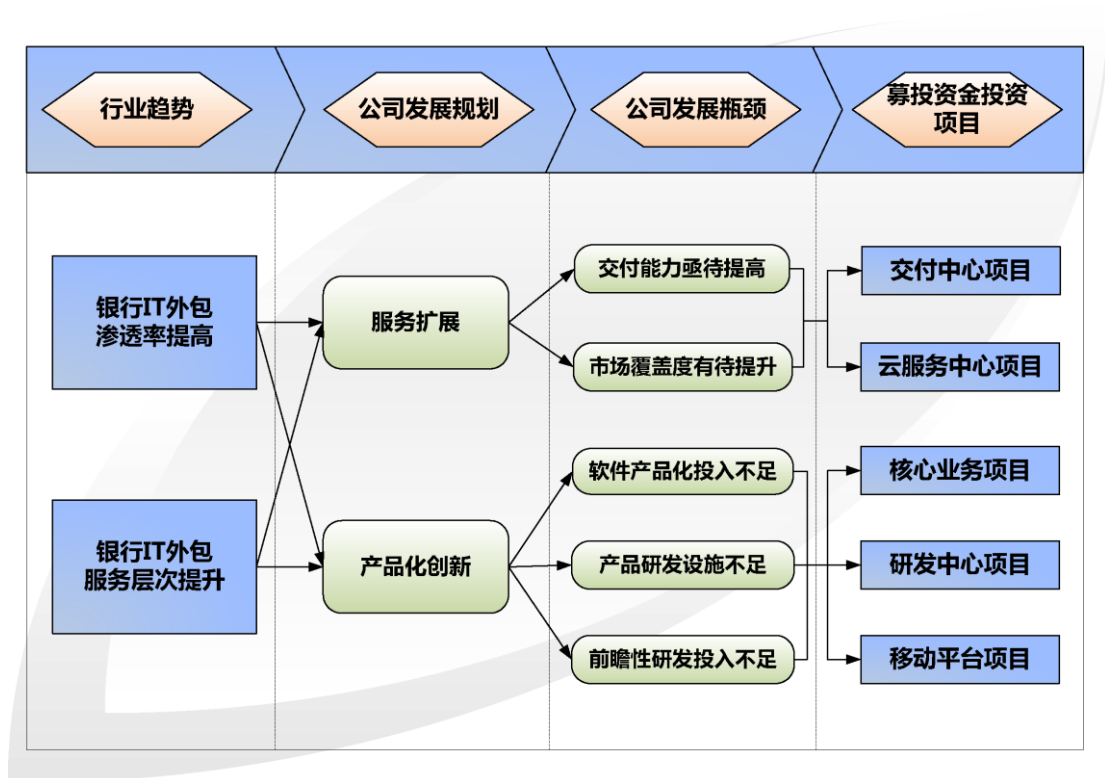 行业趋势
公司发展规划
公司发展瓶颈
募投资金投资
项目
银行IT外包
渗透率提高
银行IT外包
服务层次提升
服务扩展
产品化创新
交付能力亟待提高
市场覆盖度有待提升
软件产品化投入不足
产品研发设施不足
前瞻性研发投入不足
交付中心项目
云服务中心项目
核心业务项目
研发中心项目
移动平台项目